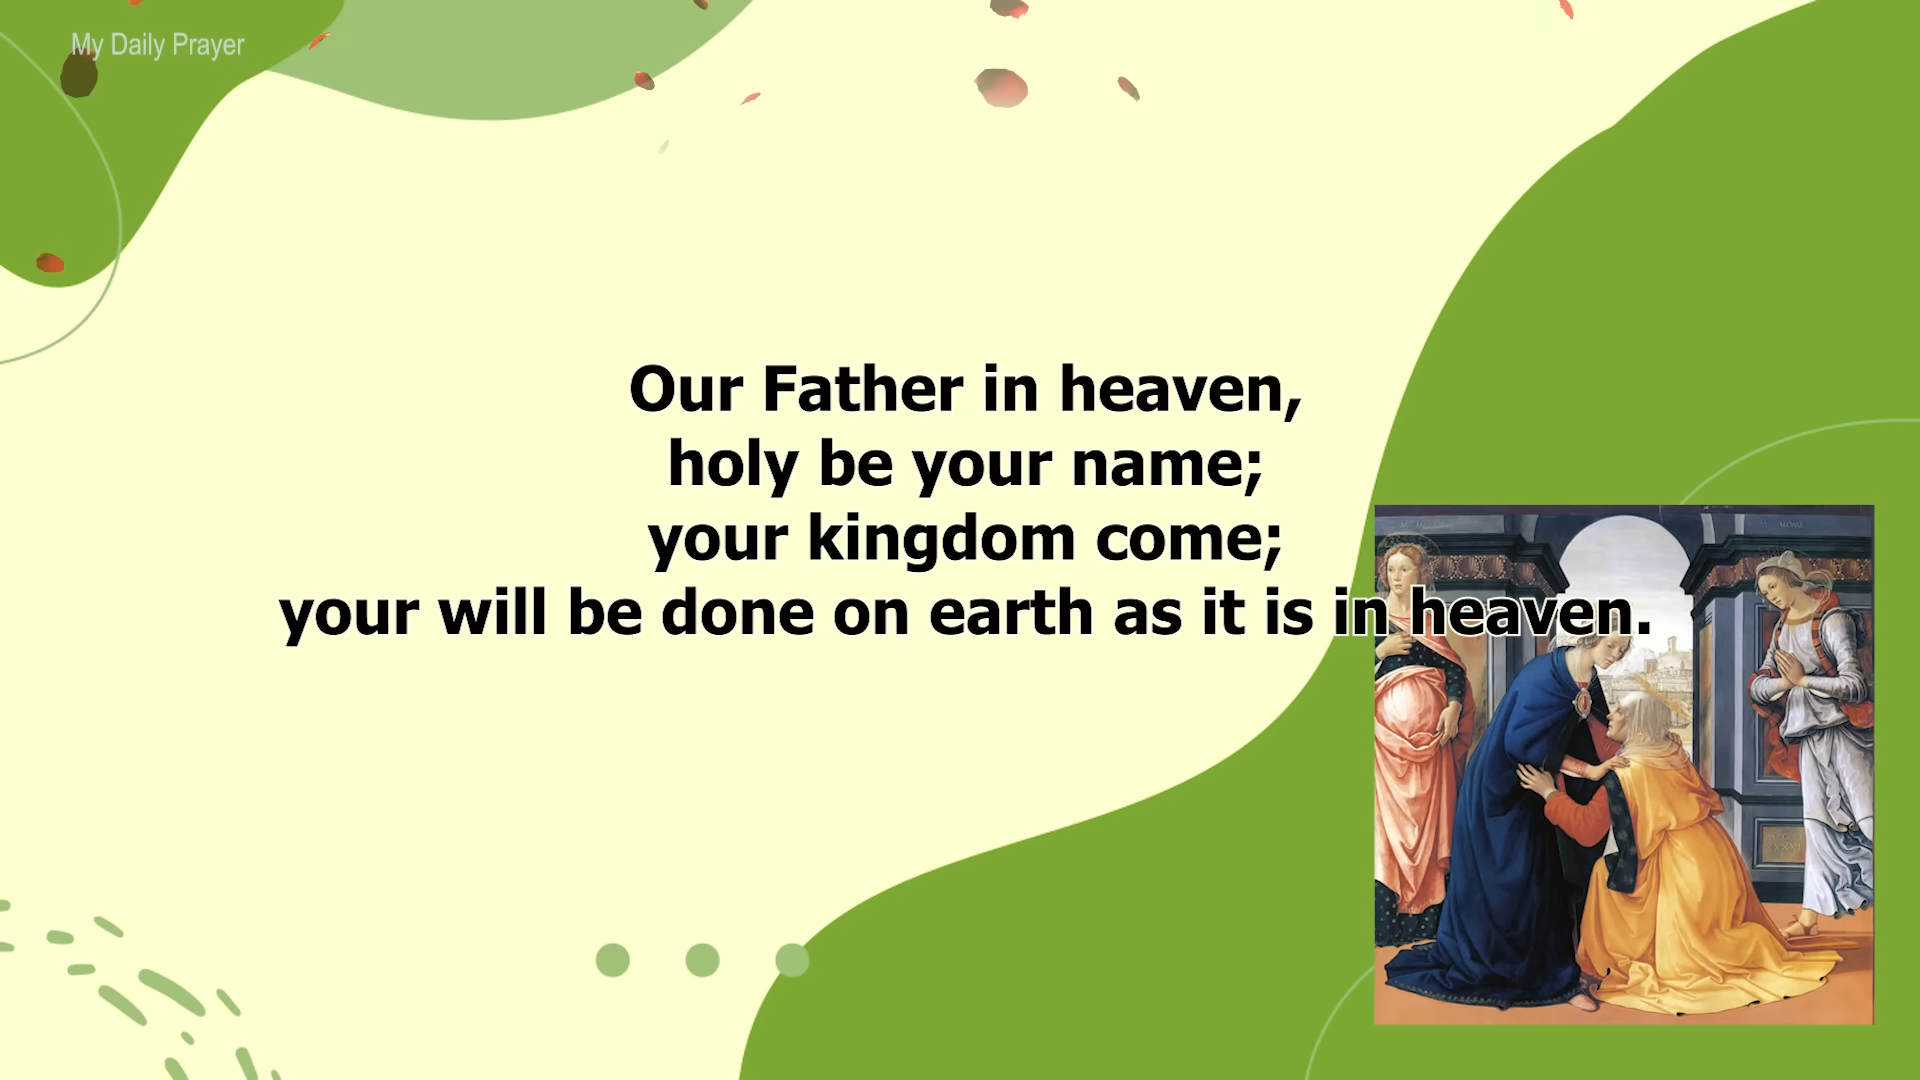 My Daily Prayer
Our Father in heaven,
holy be your name;
your kingdom come;
your will be done on earth as it is in heaven.